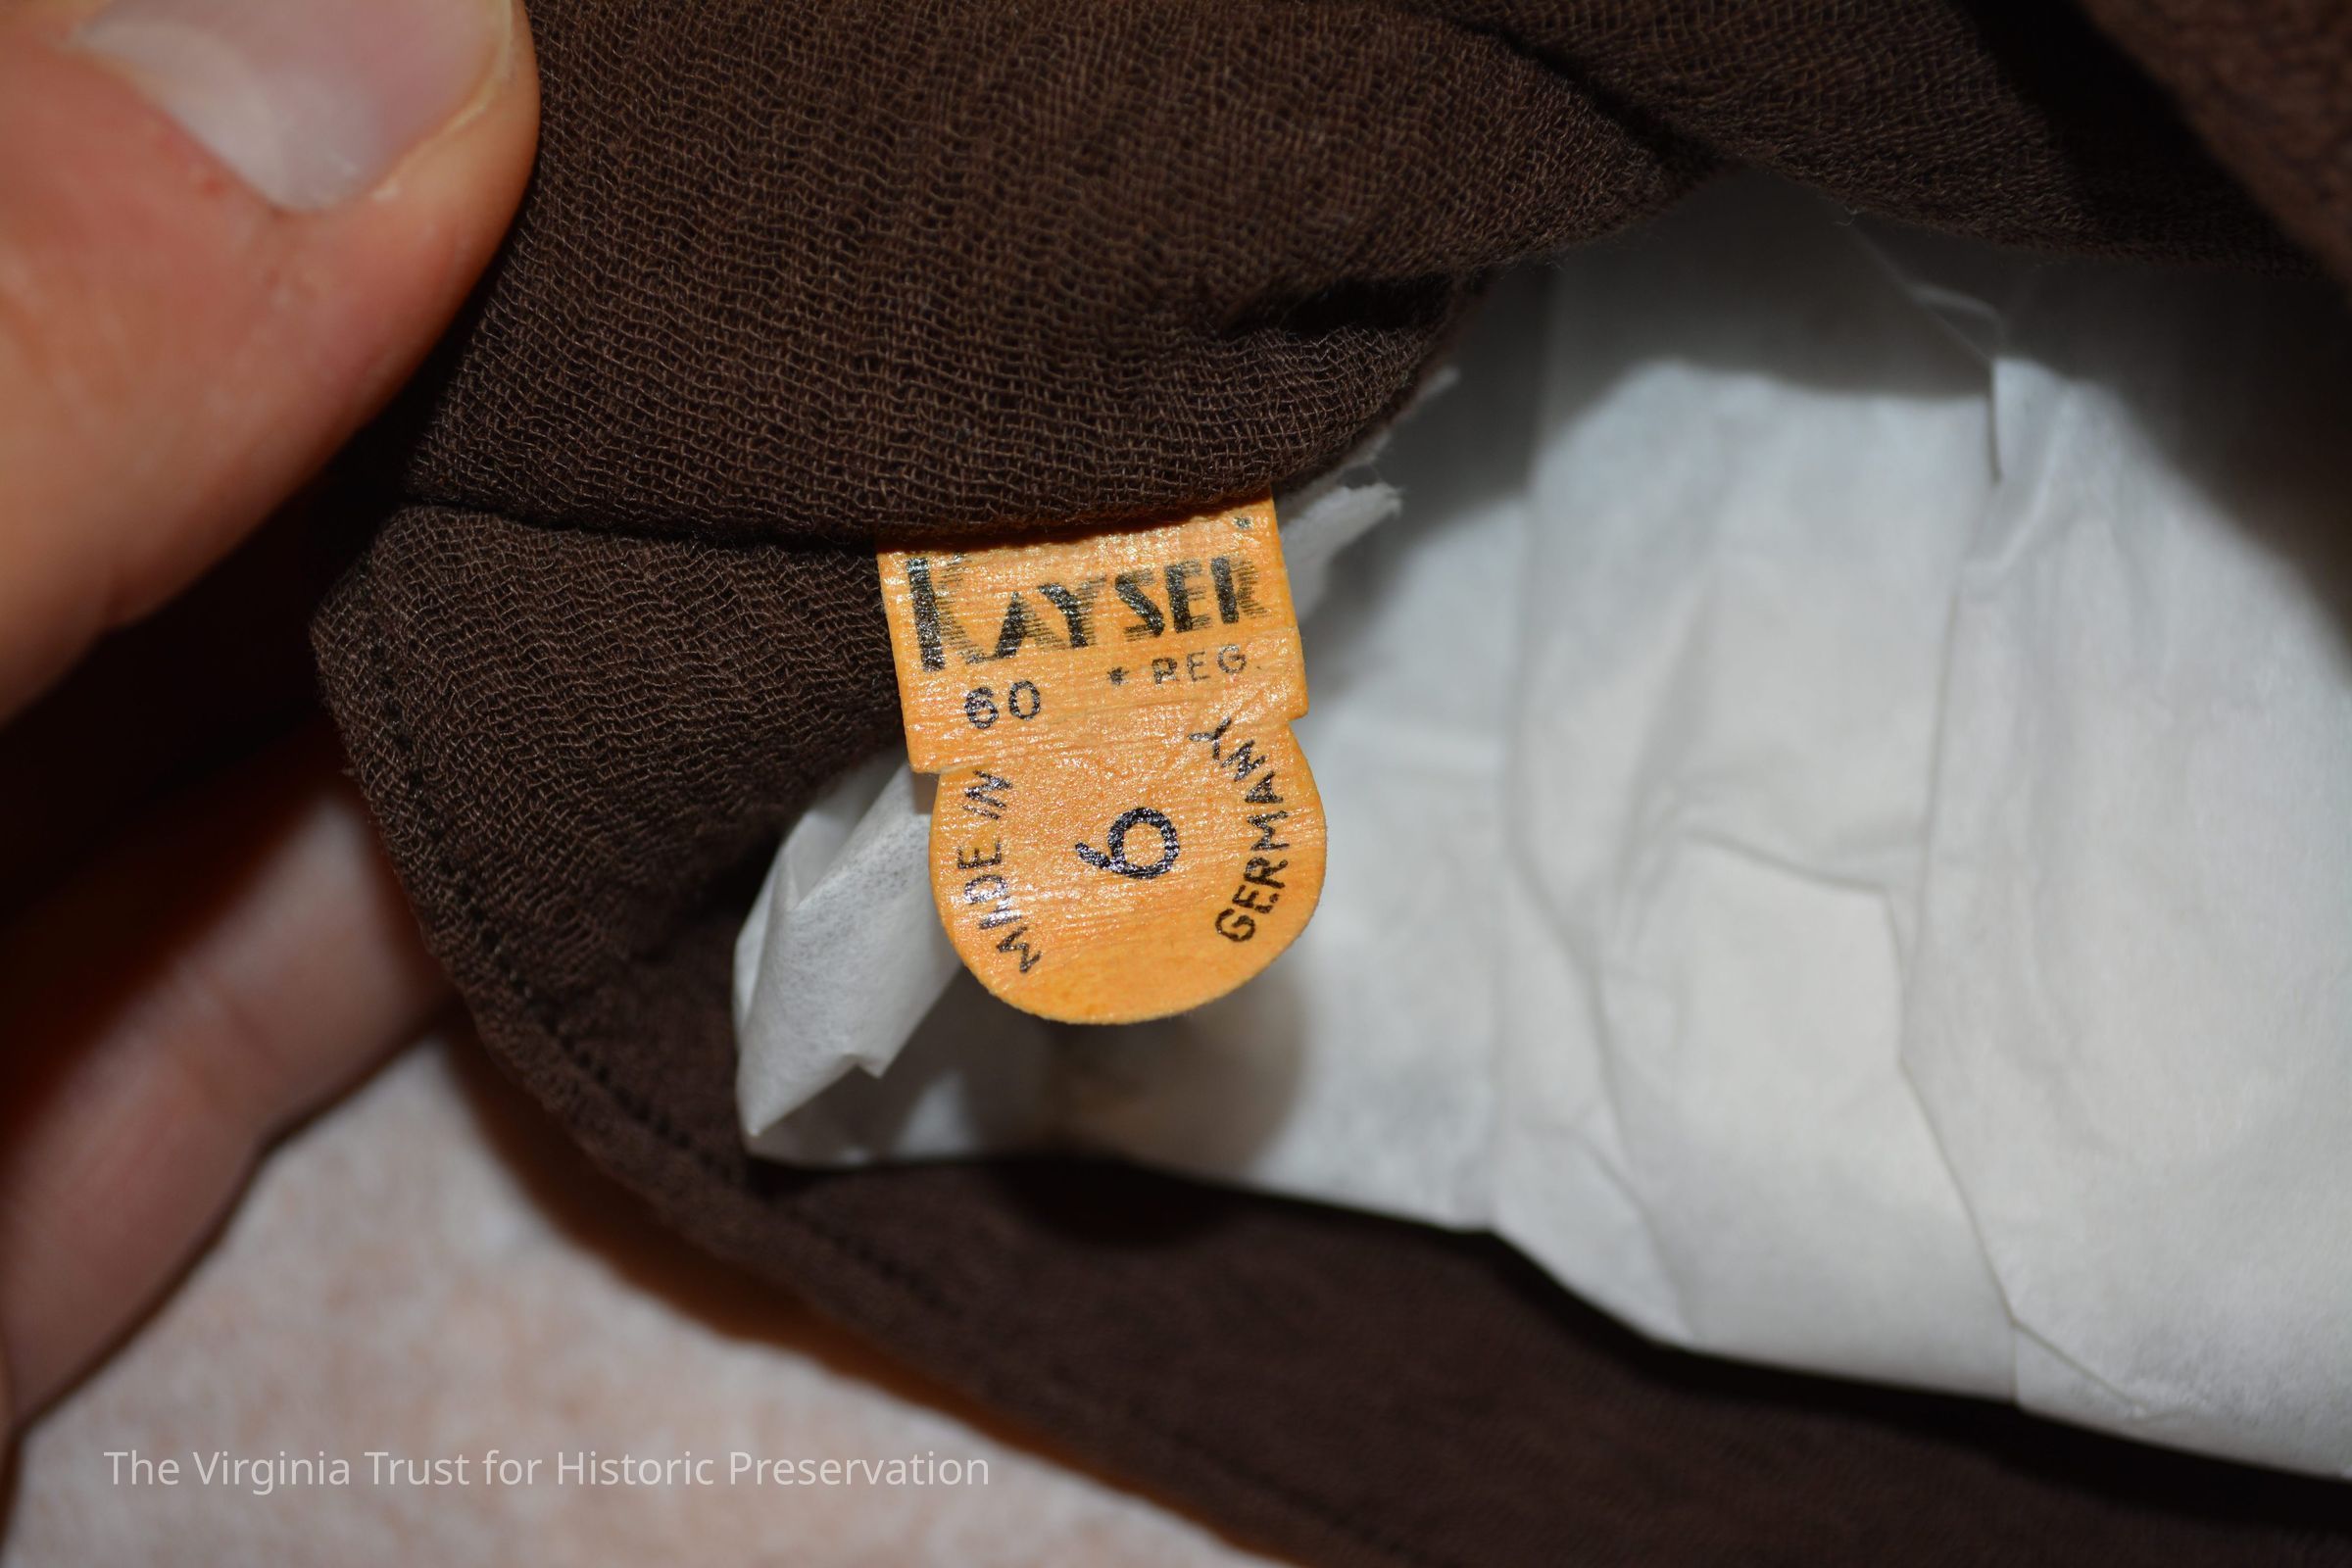 KAYSER
* REG.
60
MADE IN
GERMANY
6
The Virginia Trust for Historic Preservation